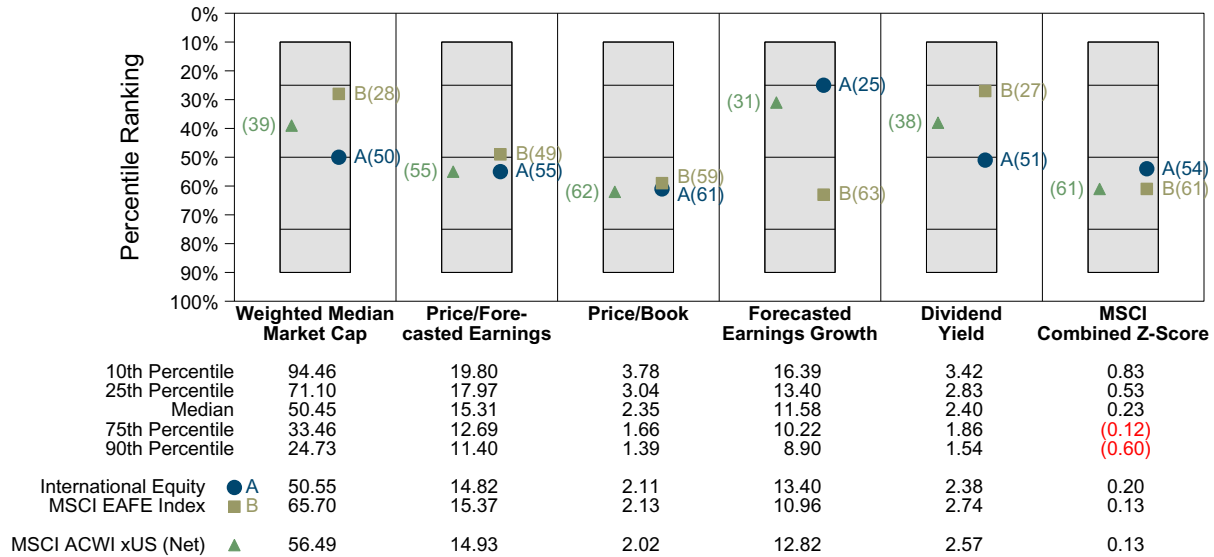 Percentile Ranking
0%
10%
20%
30%
40%
50%
60%
70%
80%
90%
100%
(39)
B(28)
A(50)
(55)
B(49)
A(55)
(62)
B(59)
A(61)
(31)
A(25)
B(63)
(38)
B(27)
A(51)
(61)
A(54)
B(61)
Weighted Median
Market Cap
Price/Fore-
casted Earnings
Price/Book
Forecasted
Earnings Growth
Dividend
Yield
MSCI
Combined Z-Score
10th Percentile 94.46 19.80 3.78 16.39 3.42 0.83
25th Percentile 71.10 17.97 3.04 13.40 2.83 0.53
Median 50.45 15.31 2.35 11.58 2.40 0.23
75th Percentile 33.46 12.69 1.66 10.22 1.86 (0.12)
90th Percentile 24.73 11.40 1.39 8.90 1.54 (0.60)
International Equity A 50.55 14.82 2.11 13.40 2.38 0.20
MSCI EAFE Index B 65.70 15.37 2.13 10.96 2.74 0.13
MSCI ACWI xUS (Net) 56.49 14.93 2.02 12.82 2.57 0.13